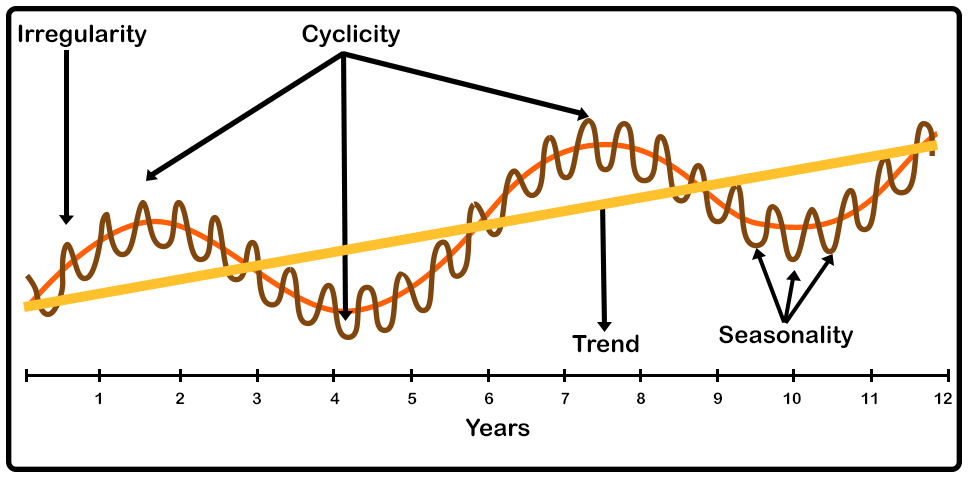 Irregularity
Cyclicity
Trend
Seasonality
1 2 3 4 5 6 7 8 9 10 11 12
Years